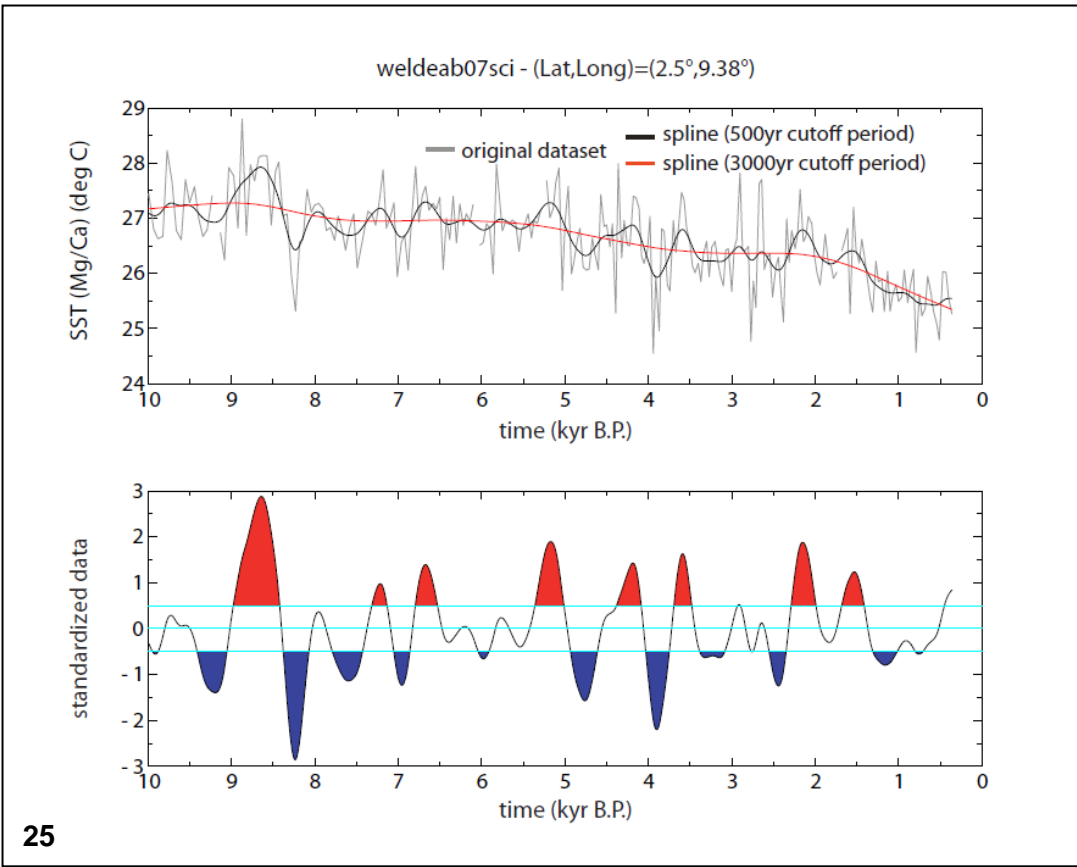 weldeab07sci - (Lat,Long)=(2.5°,9.38°)
29
28
27
26
25
24
SST (Mg/Ca) (deg C)
original dataset
spline (500yr cutoff period)
spline (3000yr cutoff period)
10 9 8 7 6 5 4 3 2 1 0
time (kyr B.P.)
3
2
1
0
- 1
- 2
- 3
standardized data
10 9 8 7 6 5 4 3 2 1 0
time (kyr B.P.)
25